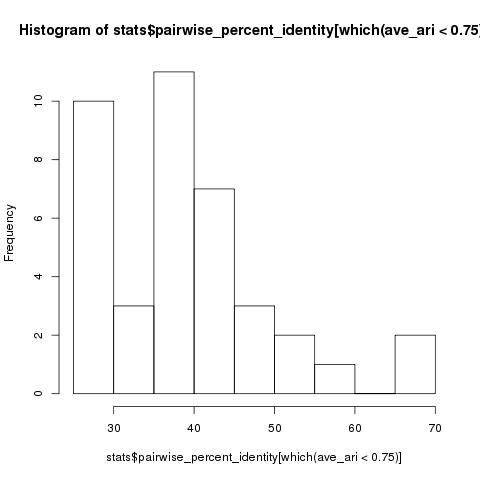 Histogram of stats$pairwise_percent_identity[which(ave_ari < 0.75)
10
8
6
4
2
0
Frequency
30 40 50 60 70
stats$pairwise_percent_identity[which(ave_ari < 0.75)]